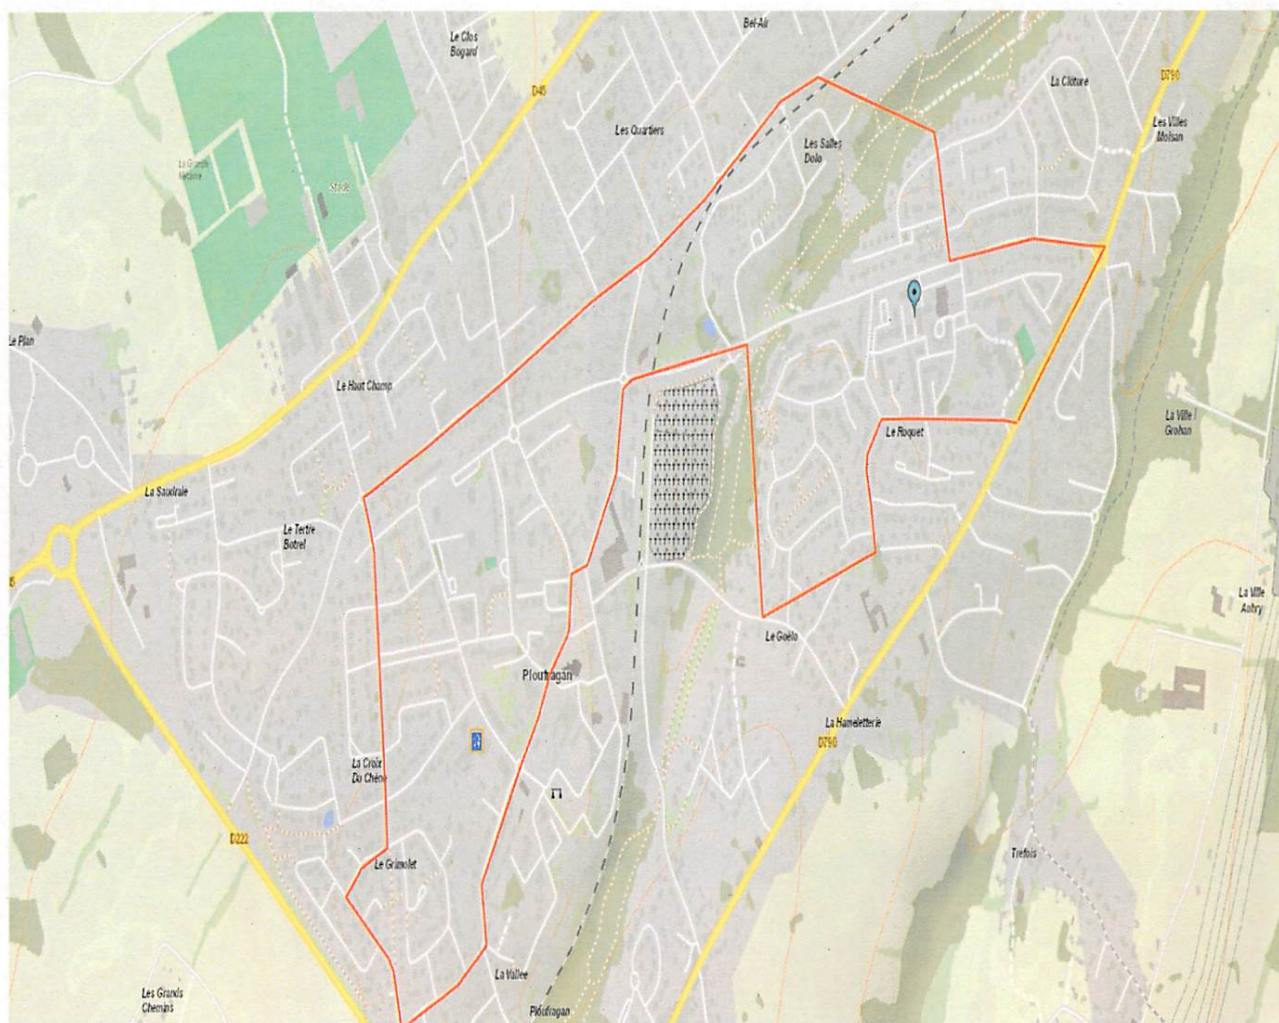 Bel-Air
Le Clos
Bogard
La Clôture
D790
D45
Les Villes
Moisan
Les Quartiers
Les Salles
Dolo
Stade
Le Plan
Le Haut Champ
La Ville
Grohan
Le Roquet
La Sauxiraie
Le Tertre
Botrel
La Ville
Aubry
Le Goëlo
Ploufragan
La Hameletterie
D790
La Croix
Du Chêne
D222
Le Grimolet
Trefois
La Vallée
Les Grands
Chemins
Ploufragan